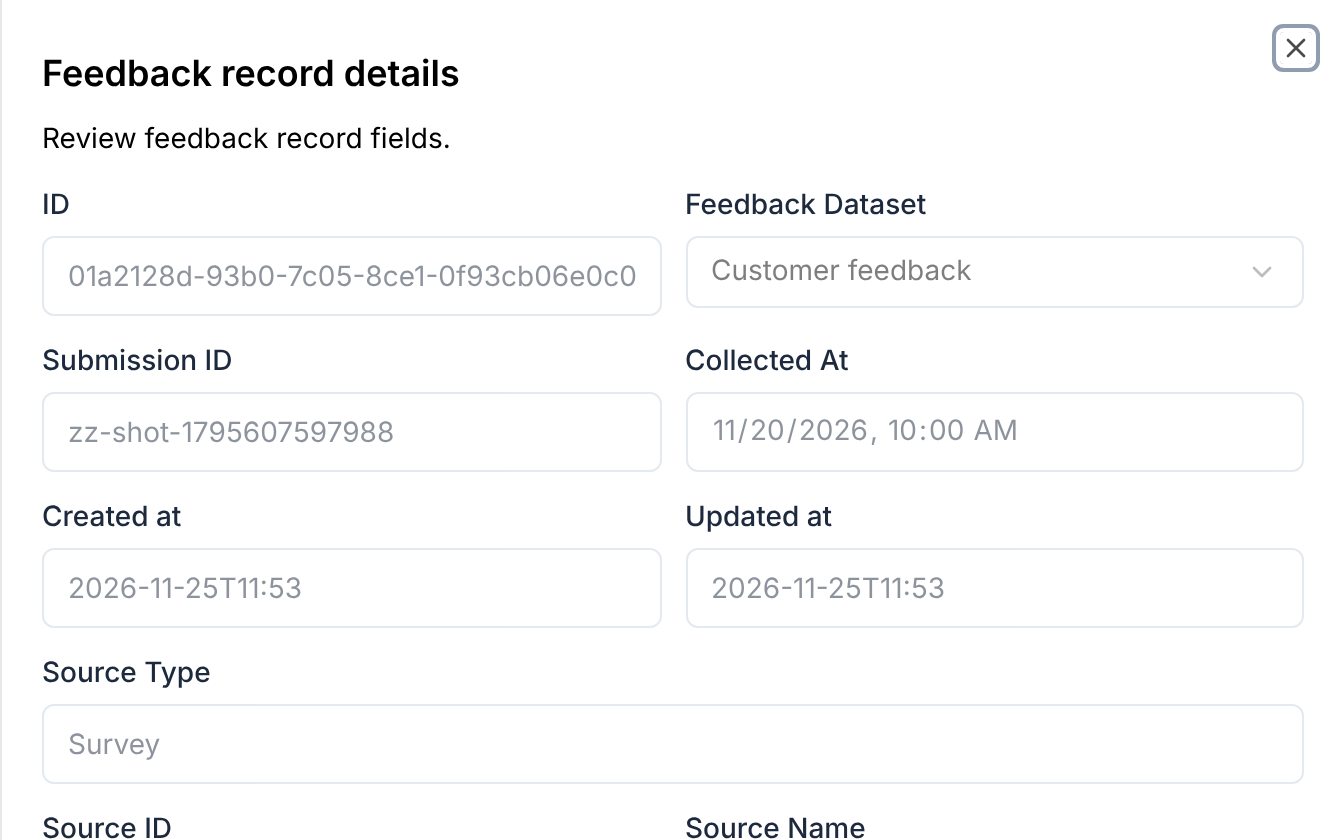 Feedback record details
Review feedback record fields.
ID
Feedback Dataset
01a2128d-93b0-7c05-8ce1-0f93cb06e0c0
Customer feedback
Submission ID
Collected At
zz-shot-1795607597988
11/20/2026, 10:00 AM
Created at
Updated at
2026-11-25T11:53
2026-11-25T11:53
Source Type
Survey
Source ID
Source Name